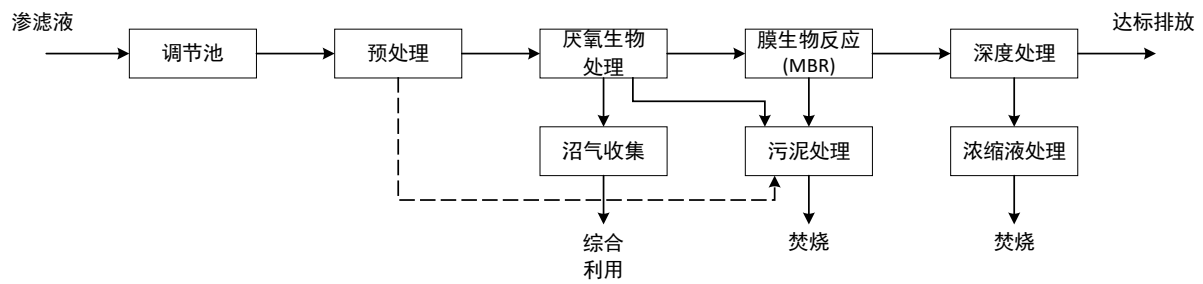 渗滤液
达标排放
调节池
预处理
厌氧生物
处理
膜生物反应
(MBR)
深度处理
沼气收集
污泥处理
浓缩液处理
综合
利用
焚烧
焚烧